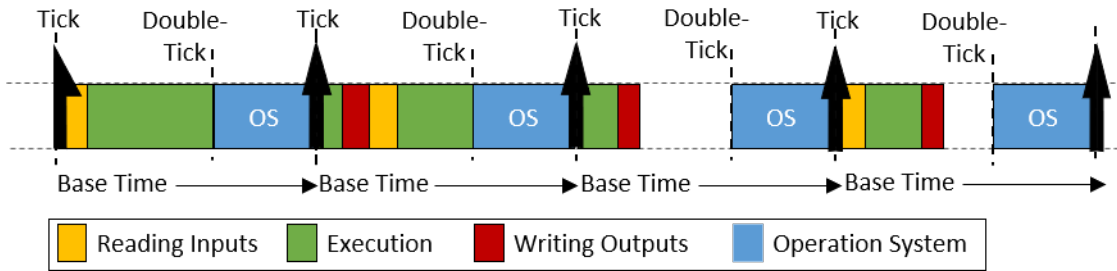 Tick Double-Tick Tick Double-Tick Tick Double-Tick Tick Double-Tick
OS OS OS OS
Base Time Base Time Base Time Base Time
Reading Inputs Execution Writing Outputs Operation System